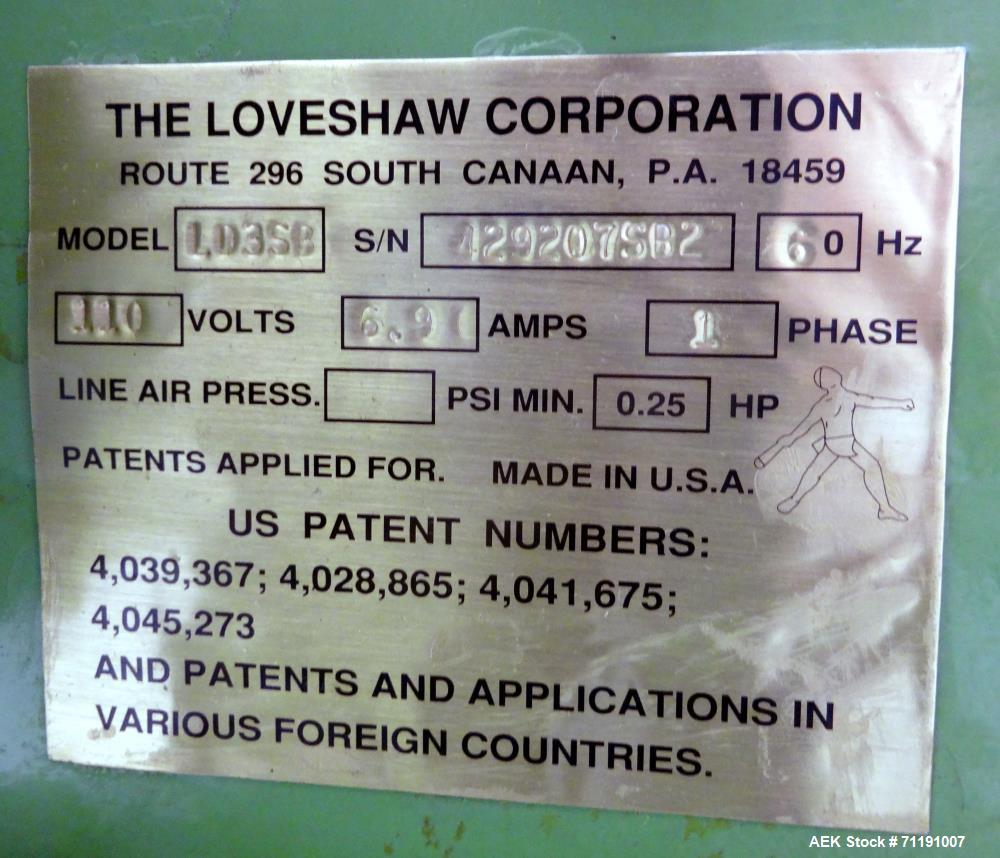 THE LOVESHAW CORPORATION
ROUTE 296 SOUTH CANAAN, P.A. 18459
MODEL LD3SB S/N 429207SB2 60 Hz
110 VOLTS 6.9 AMPS 1 PHASE
LINE AIR PRESS. PSI MIN. 0.25 HP
PATENTS APPLIED FOR. MADE IN U.S.A.
US PATENT NUMBERS:
4,039,367; 4,028,865; 4,041,675;
4,045,273
AND PATENTS AND APPLICATIONS IN
VARIOUS FOREIGN COUNTRIES.
AEK Stock # 71191007